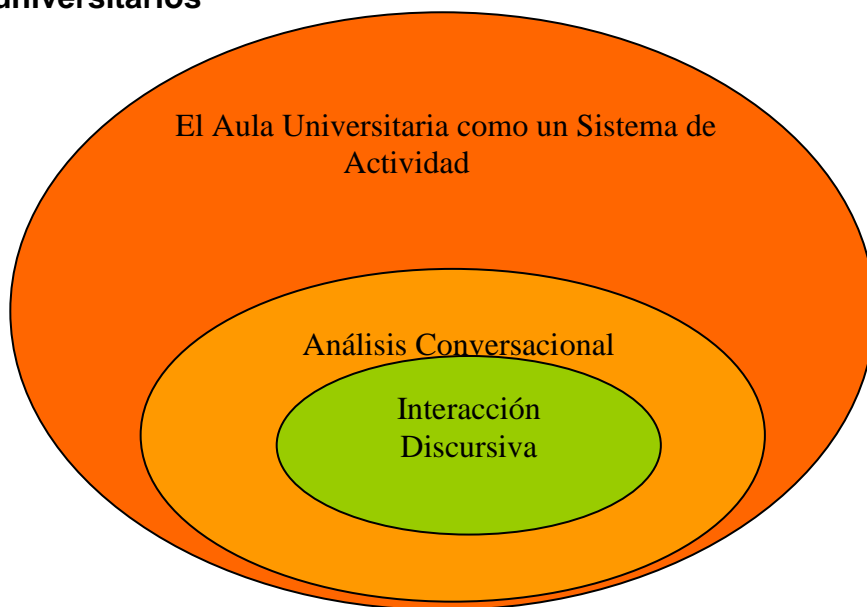 universitarios
El Aula Universitaria como un Sistema de
Actividad
Análisis Conversacional
Interacción
Discursiva